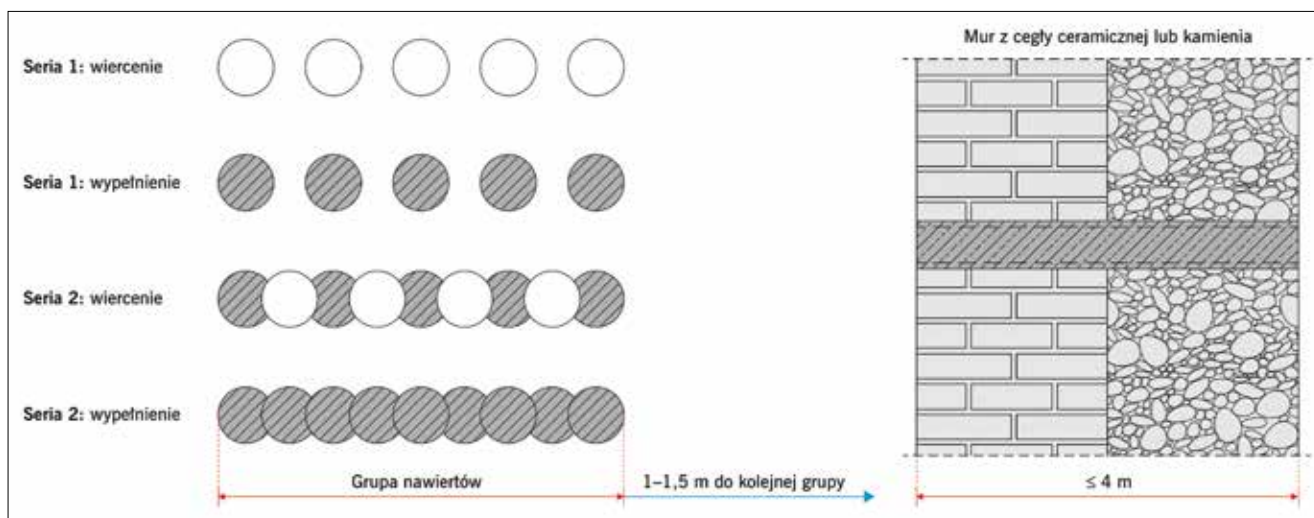 Seria 1: wiercenie
Seria 1: wypełnienie
Seria 2: wiercenie
Seria 2: wypełnienie
Grupa nawiertów
1–1,5 m do kolejnej grupy
Mur z cegły ceramicznej lub kamienia
≤ 4 m